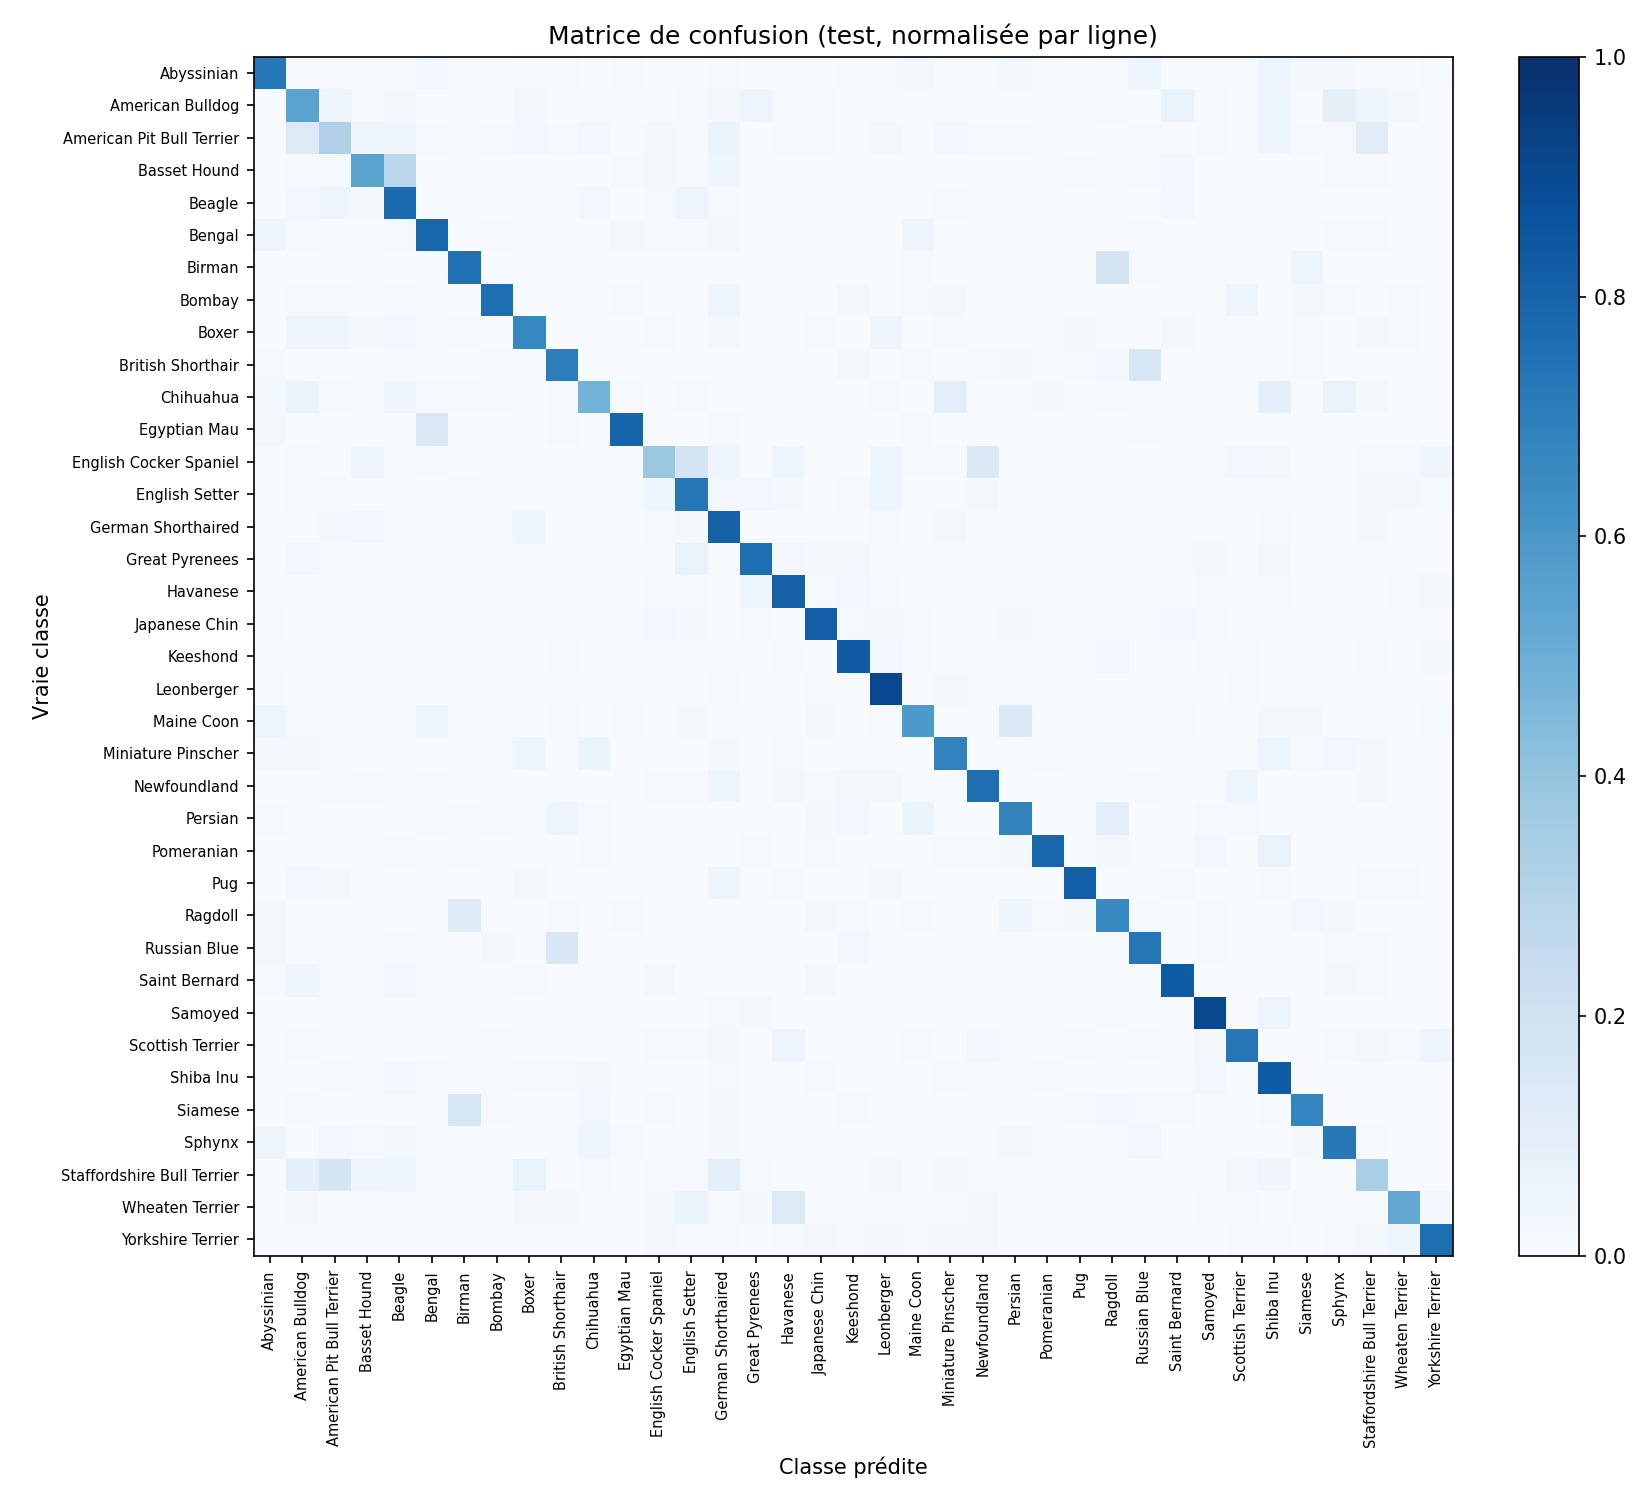 Matrice de confusion (test, normalisée par ligne)
Vraie classe
Abyssinian
American Bulldog
American Pit Bull Terrier
Basset Hound
Beagle
Bengal
Birman
Bombay
Boxer
British Shorthair
Chihuahua
Egyptian Mau
English Cocker Spaniel
English Setter
German Shorthaired
Great Pyrenees
Havanese
Japanese Chin
Keeshond
Leonberger
Maine Coon
Miniature Pinscher
Newfoundland
Persian
Pomeranian
Pug
Ragdoll
Russian Blue
Saint Bernard
Samoyed
Scottish Terrier
Shiba Inu
Siamese
Sphynx
Staffordshire Bull Terrier
Wheaten Terrier
Yorkshire Terrier
Abyssinian
American Bulldog
American Pit Bull Terrier
Basset Hound
Beagle
Bengal
Birman
Bombay
Boxer
British Shorthair
Chihuahua
Egyptian Mau
English Cocker Spaniel
English Setter
German Shorthaired
Great Pyrenees
Havanese
Japanese Chin
Keeshond
Leonberger
Maine Coon
Miniature Pinscher
Newfoundland
Persian
Pomeranian
Pug
Ragdoll
Russian Blue
Saint Bernard
Samoyed
Scottish Terrier
Shiba Inu
Siamese
Sphynx
Staffordshire Bull Terrier
Wheaten Terrier
Yorkshire Terrier
Classe prédite
1.0
0.8
0.6
0.4
0.2
0.0